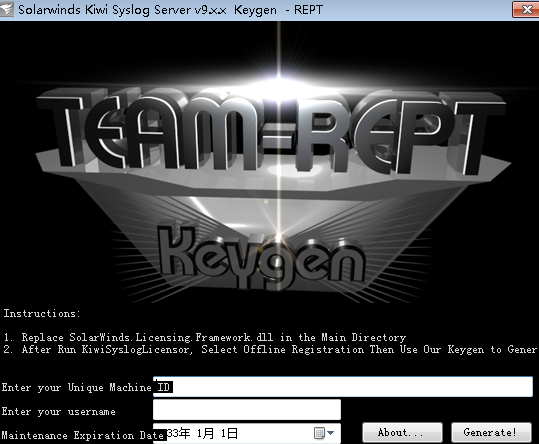 Solarwinds Kiwi Syslog Server v9.x.x Keygen - REPT
TEAM-REPT
Keygen
Instructions:
1. Replace SolarWinds.Licensing.Framework.dll in the Main Directory
2. After Run KiwiSyslogLicensor, Select Offline Registration Then Use Our Keygen to Gener
Enter your Unique Machine ID
Enter your username
Maintenance Expiration Date 33年 1月 1日
About... Generate!